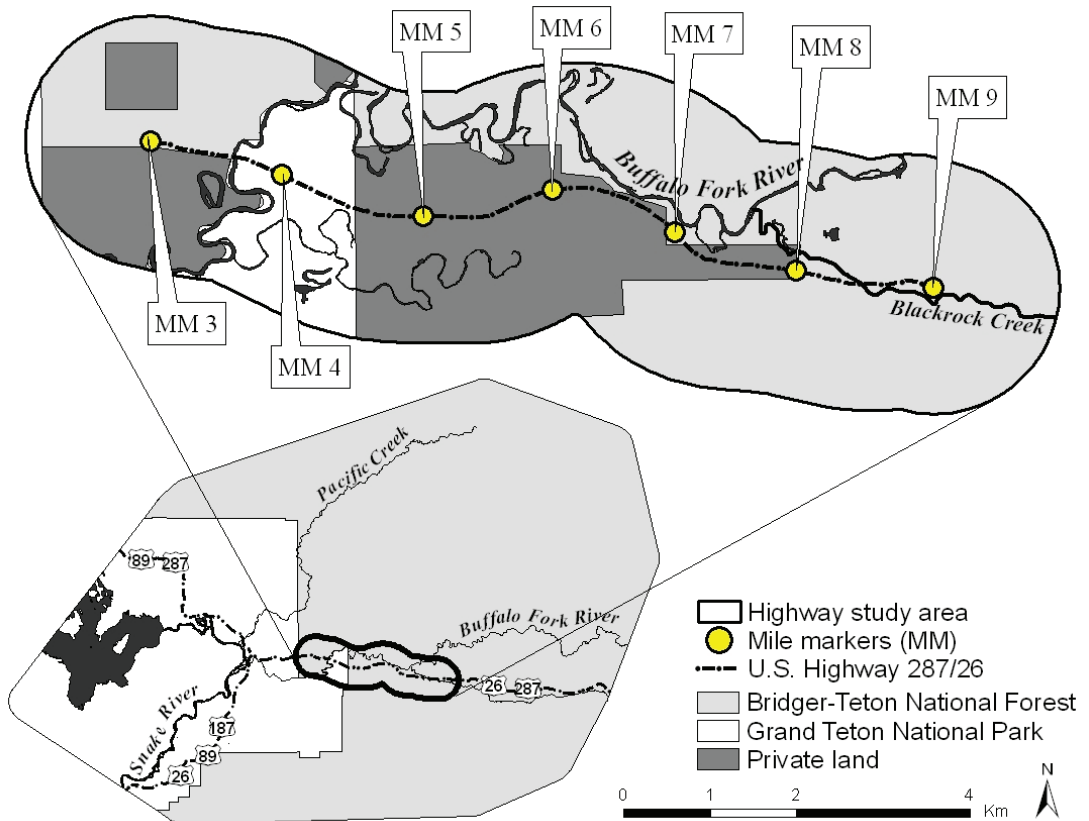 MM 5
MM 6
MM 7
MM 8
MM 9
Buffalo Fork River
MM 3
MM 4
Blackrock Creek
Pacific Creek
89
287
Buffalo Fork River
26
287
Snake River
187
89
26
Highway study area
Mile markers (MM)
U.S. Highway 287/26
Bridger-Teton National Forest
Grand Teton National Park
Private land
N
0
2
4
Km